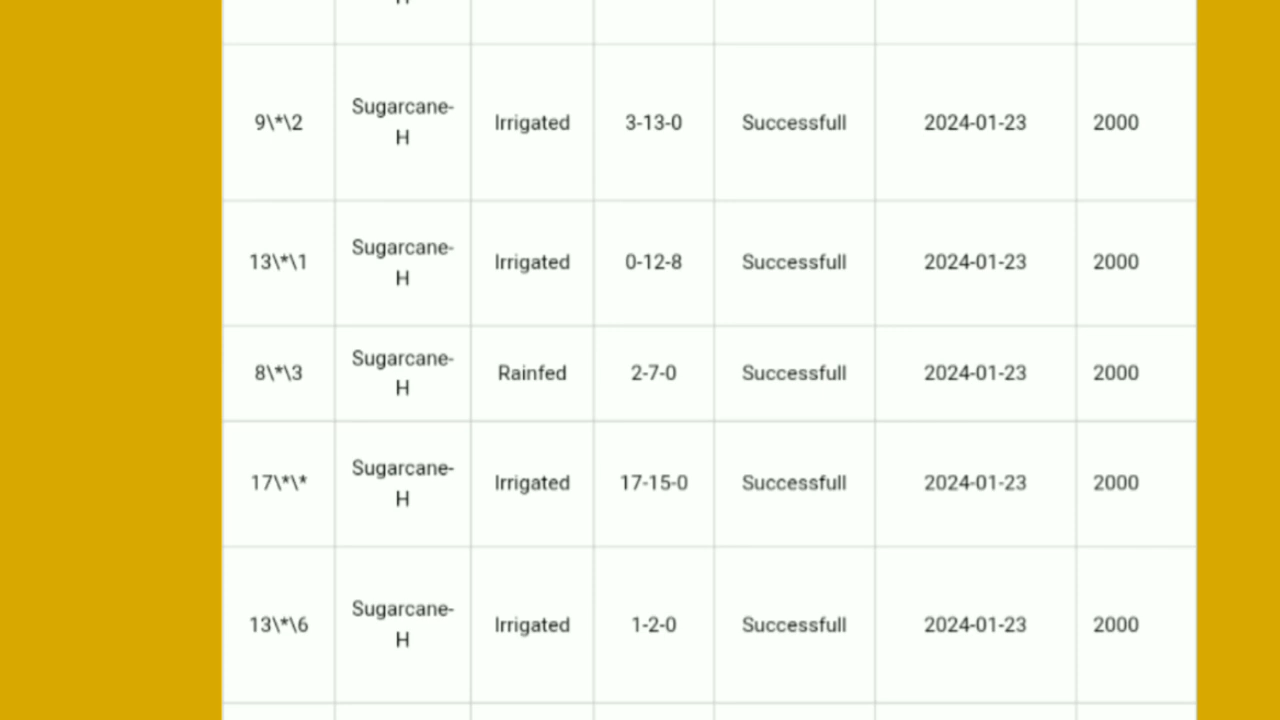 H
9\*\2 Sugarcane-H Irrigated 3-13-0 Successfull 2024-01-23 2000
13\*\1 Sugarcane-H Irrigated 0-12-8 Successfull 2024-01-23 2000
8\*\3 Sugarcane-H Rainfed 2-7-0 Successfull 2024-01-23 2000
17\*\* Sugarcane-H Irrigated 17-15-0 Successfull 2024-01-23 2000
13\*\6 Sugarcane-H Irrigated 1-2-0 Successfull 2024-01-23 2000